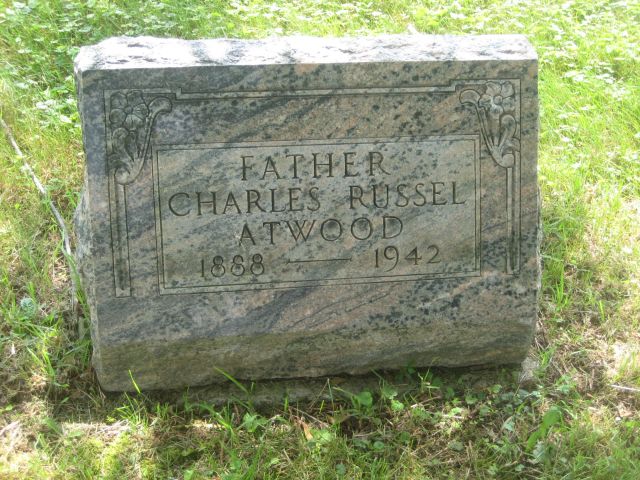 FATHER
CHARLES RUSSEL
ATWOOD
1888 — 1942